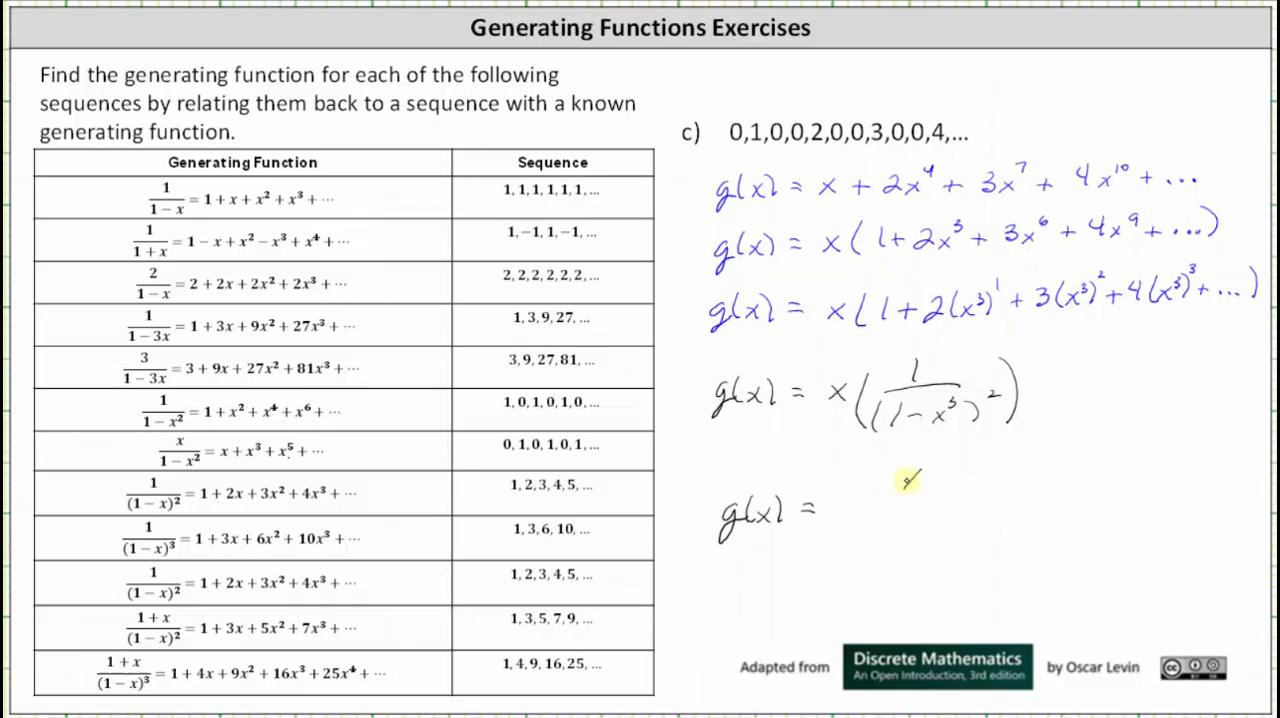 Generating Functions Exercises
Find the generating function for each of the following
sequences by relating them back to a sequence with a known
generating function.
Generating Function Sequence
1/(1 − x) = 1 + x + x² + x³ + ⋯ 1, 1, 1, 1, 1, 1, ...
1/(1 + x) = 1 − x + x² − x³ + x⁴ + ⋯ 1, −1, 1, −1, ...
2/(1 − x) = 2 + 2x + 2x² + 2x³ + ⋯ 2, 2, 2, 2, 2, 2, ...
1/(1 − 3x) = 1 + 3x + 9x² + 27x³ + ⋯ 1, 3, 9, 27, ...
3/(1 − 3x) = 3 + 9x + 27x² + 81x³ + ⋯ 3, 9, 27, 81, ...
1/(1 − x²) = 1 + x² + x⁴ + x⁶ + ⋯ 1, 0, 1, 0, 1, 0, ...
x/(1 − x²) = x + x³ + x⁵ + ⋯ 0, 1, 0, 1, 0, 1, ...
1/(1 − x)² = 1 + 2x + 3x² + 4x³ + ⋯ 1, 2, 3, 4, 5, ...
1/(1 − x)³ = 1 + 3x + 6x² + 10x³ + ⋯ 1, 3, 6, 10, ...
1/(1 − x)² = 1 + 2x + 3x² + 4x³ + ⋯ 1, 2, 3, 4, 5, ...
(1 + x)/(1 − x)² = 1 + 3x + 5x² + 7x³ + ⋯ 1, 3, 5, 7, 9, ...
(1 + x)/(1 − x)³ = 1 + 4x + 9x² + 16x³ + 25x⁴ + ⋯ 1, 4, 9, 16, 25, ...
c) 0,1,0,0,2,0,0,3,0,0,4,...
g(x) = x + 2x⁴ + 3x⁷ + 4x¹⁰ + ...
g(x) = x(1 + 2x³ + 3x⁶ + 4x⁹ + ...)
g(x) = x(1 + 2(x³)¹ + 3(x³)² + 4(x³)³ + ...)
g(x) = x(1/(1 − x³)²)
g(x) =
Adapted from Discrete Mathematics by Oscar Levin
An Open Introduction, 3rd edition